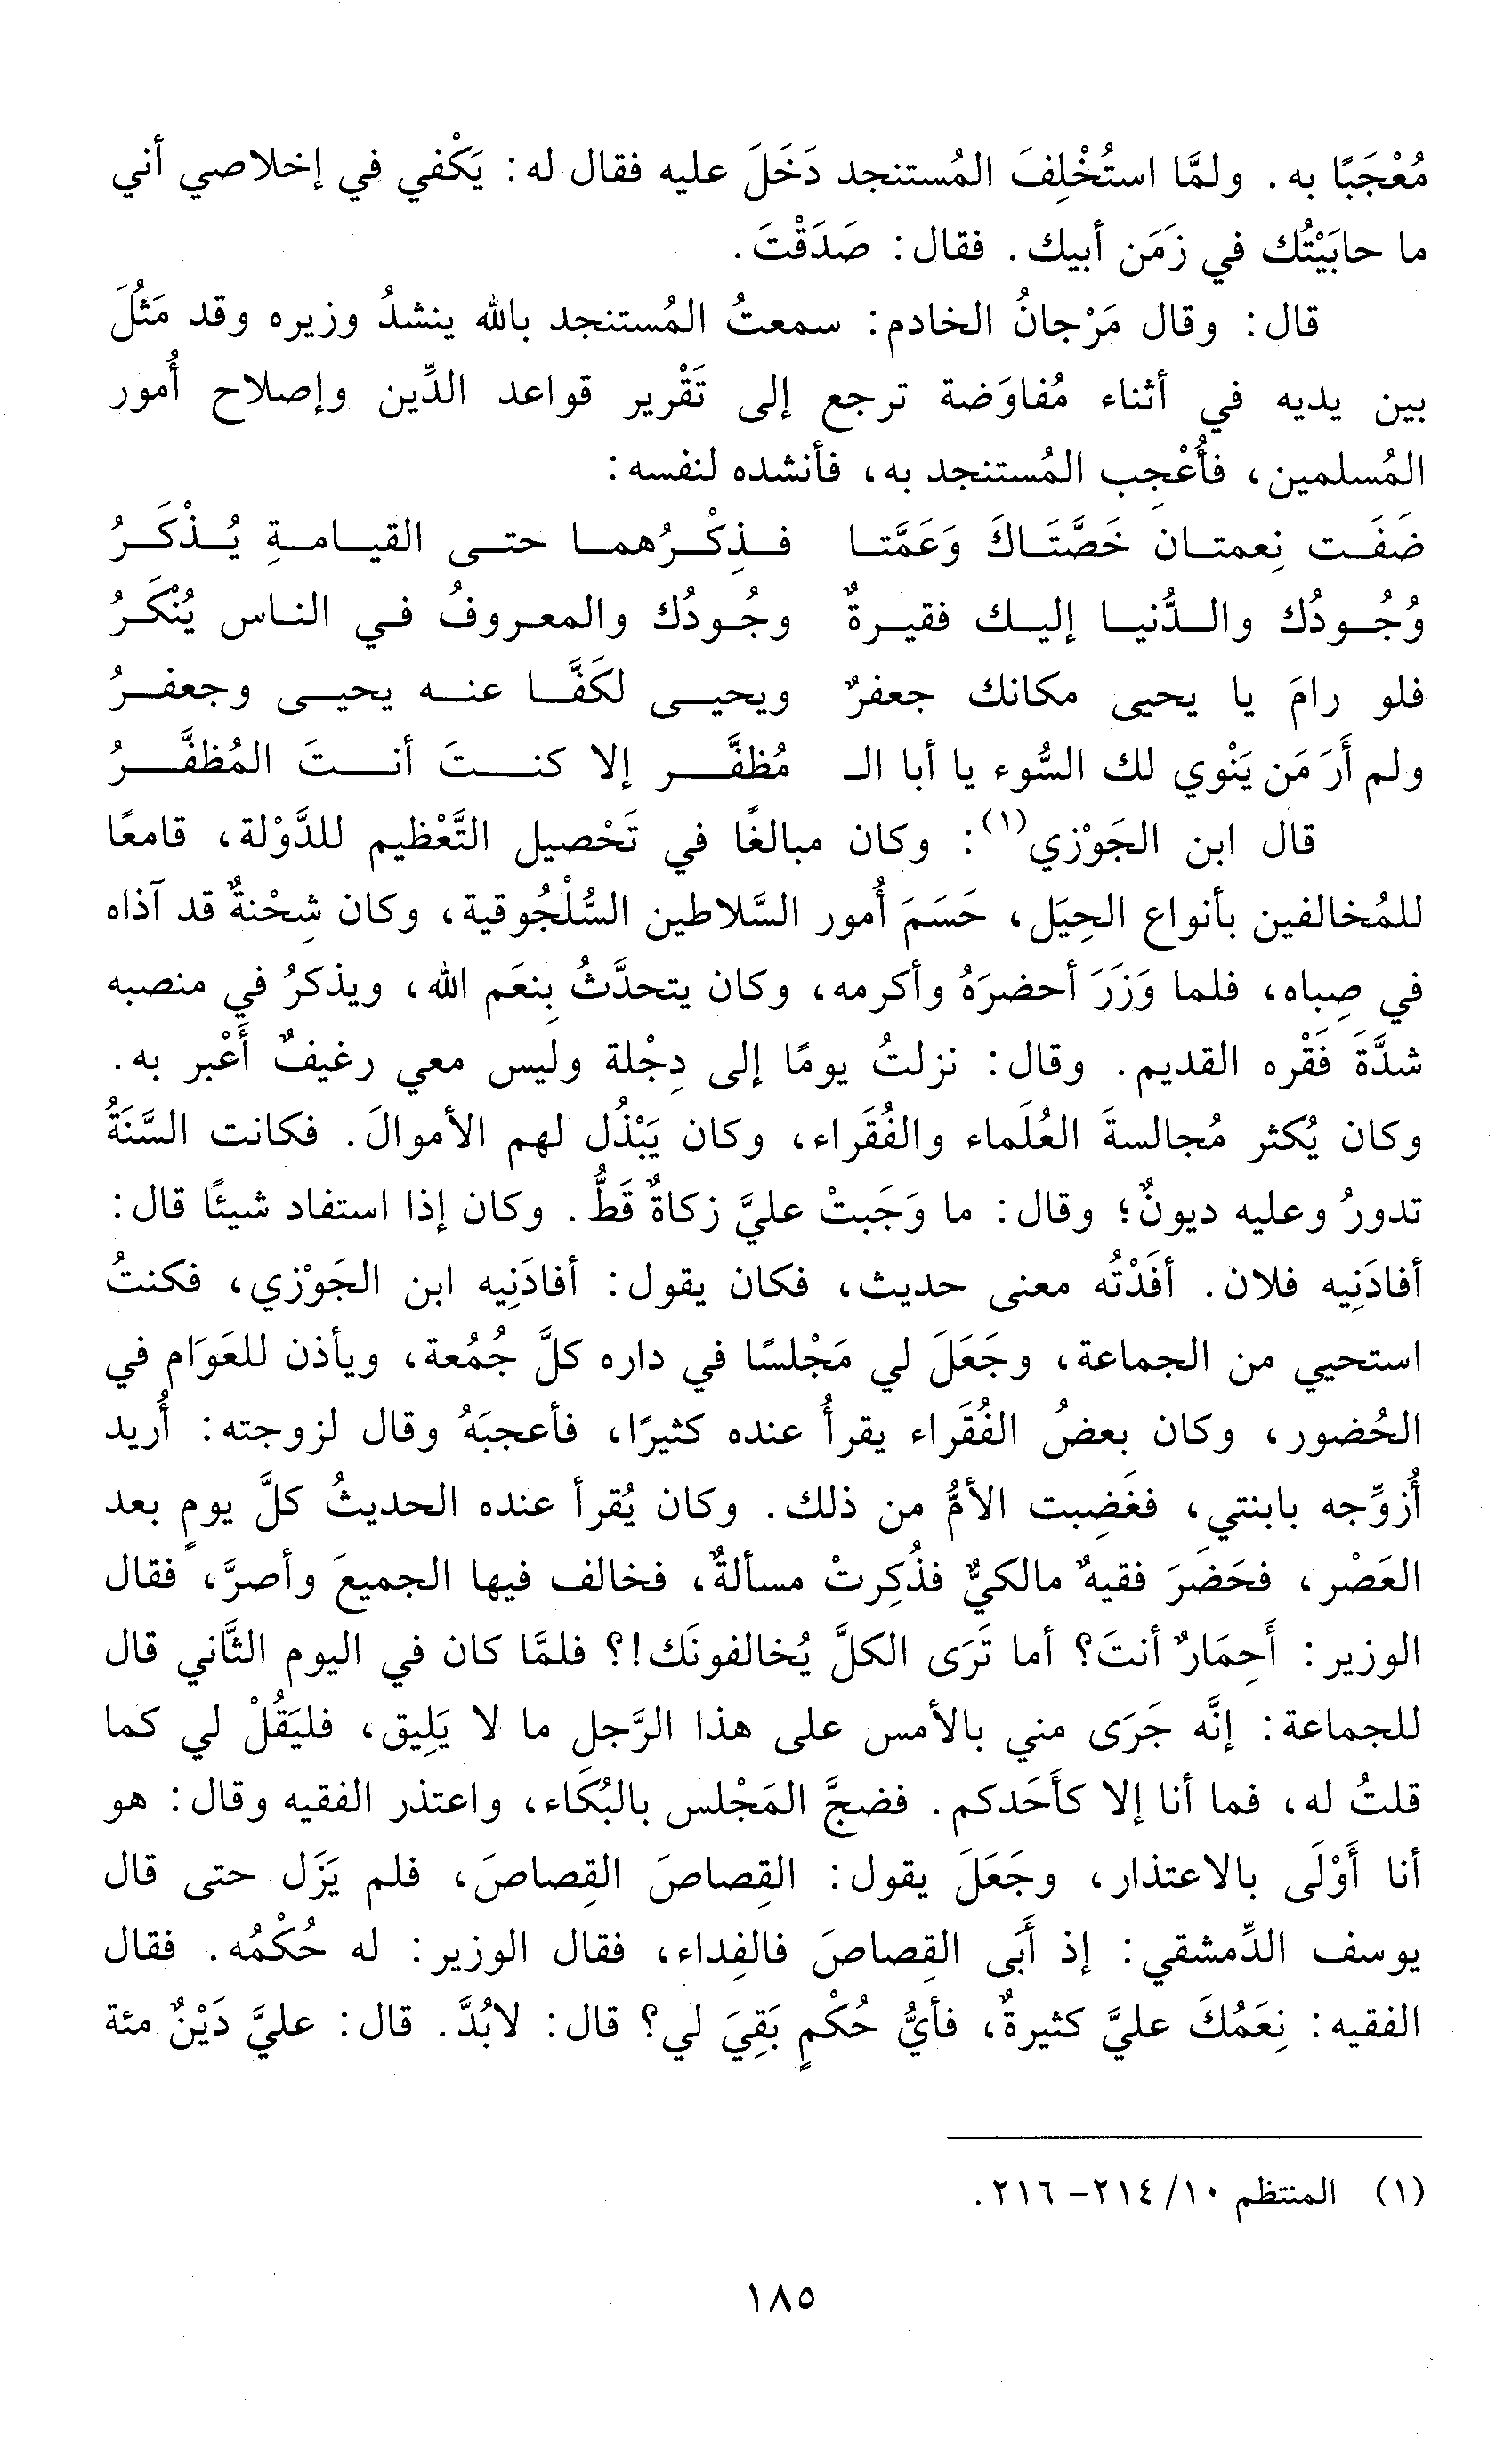 مُعْجَبًا به. ولمَّا استُخْلِفَ المُستنجد دَخَلَ عليه فقال له: يَكْفي في إخلاصي أني
ما حابَيْتُك في زَمَن أبيك. فقال: صَدَقْتَ.
قال: وقال مَرْجانُ الخادم: سمعتُ المُستنجد بالله ينشدُ وزيره وقد مَثُلَ
بين يديه في أثناء مُفاوَضة ترجع إلى تَقْرير قواعد الدِّين وإصلاح أُمور
المُسلمين، فأُعْجِب المُستنجد به، فأنشده لنفسه:
ضَفَت نِعمتان خَصَّتَاكَ وَعَمَّتا فذِكْرُهما حتى القيامةِ يُذْكَرُ
وُجُودُك والدُّنيا إليك فقيرةٌ وجُودُك والمعروفُ في الناس يُنْكَرُ
فلو رامَ يا يحيى مكانك جعفرٌ ويحيى لكَفَّا عنه يحيى وجعفرُ
ولم أَرَ مَن يَنْوي لك السُّوء يا أبا الـ مُظفَّر إلا كنتَ أنتَ المُظفَّرُ
قال ابن الجَوْزي(١): وكان مبالغًا في تَحْصيل التَّعْظيم للدَّوْلة، قامعًا
للمُخالفين بأنواع الحِيَل، حَسَمَ أُمور السَّلاطين السُّلْجُوقية، وكان شِحْنةٌ قد آذاه
في صِباه، فلما وَزَرَ أحضرَهُ وأكرمه، وكان يتحدَّثُ بِنعَم الله، ويذكرُ في منصبه
شدَّةَ فَقْره القديم. وقال: نزلتُ يومًا إلى دِجْلة وليس معي رغيفٌ أَعْبر به.
وكان يُكثر مُجالسةَ العُلَماء والفُقَراء، وكان يَبْذُل لهم الأموالَ. فكانت السَّنَةُ
تدورُ وعليه ديونٌ؛ وقال: ما وَجَبتْ عليَّ زكاةٌ قَطُّ. وكان إذا استفاد شيئًا قال:
أفادَنِيه فلان. أفَدْتُه معنى حديث، فكان يقول: أفادَنِيه ابن الجَوْزي، فكنتُ
استحيي من الجماعة، وجَعَلَ لي مَجْلسًا في داره كلَّ جُمُعة، ويأذن للعَوَام في
الحُضور، وكان بعضُ الفُقَراء يقرأُ عنده كثيرًا، فأعجبَهُ وقال لزوجته: أُريد
أُزوِّجه بابنتي، فغَضِبت الأمُّ من ذلك. وكان يُقرأ عنده الحديثُ كلَّ يومٍ بعد
العَصْر، فحَضَرَ فقيهٌ مالكيٌّ فذُكِرتْ مسألةٌ، فخالف فيها الجميعَ وأصرَّ، فقال
الوزير: أَحِمَارٌ أنتَ؟ أما تَرَى الكلَّ يُخالفونَك!؟ فلمَّا كان في اليوم الثَّاني قال
للجماعة: إنَّه جَرَى مني بالأمس على هذا الرَّجل ما لا يَلِيق، فليَقُلْ لي كما
قلتُ له، فما أنا إلا كأَحَدكم. فضجَّ المَجْلس بالبُكَاء، واعتذر الفقيه وقال: هو
أنا أَوْلَى بالاعتذار، وجَعَلَ يقول: القِصاصَ القِصاصَ، فلم يَزَل حتى قال
يوسف الدِّمشقي: إذ أَبَى القِصاصَ فالفِداء، فقال الوزير: له حُكْمُه. فقال
الفقيه: نِعَمُكَ عليَّ كثيرةٌ، فأيُّ حُكْمٍ بَقِيَ لي؟ قال: لابُدَّ. قال: عليَّ دَيْنٌ مئة
(١) المنتظم ١٠/ ٢١٤- ٢١٦.
١٨٥